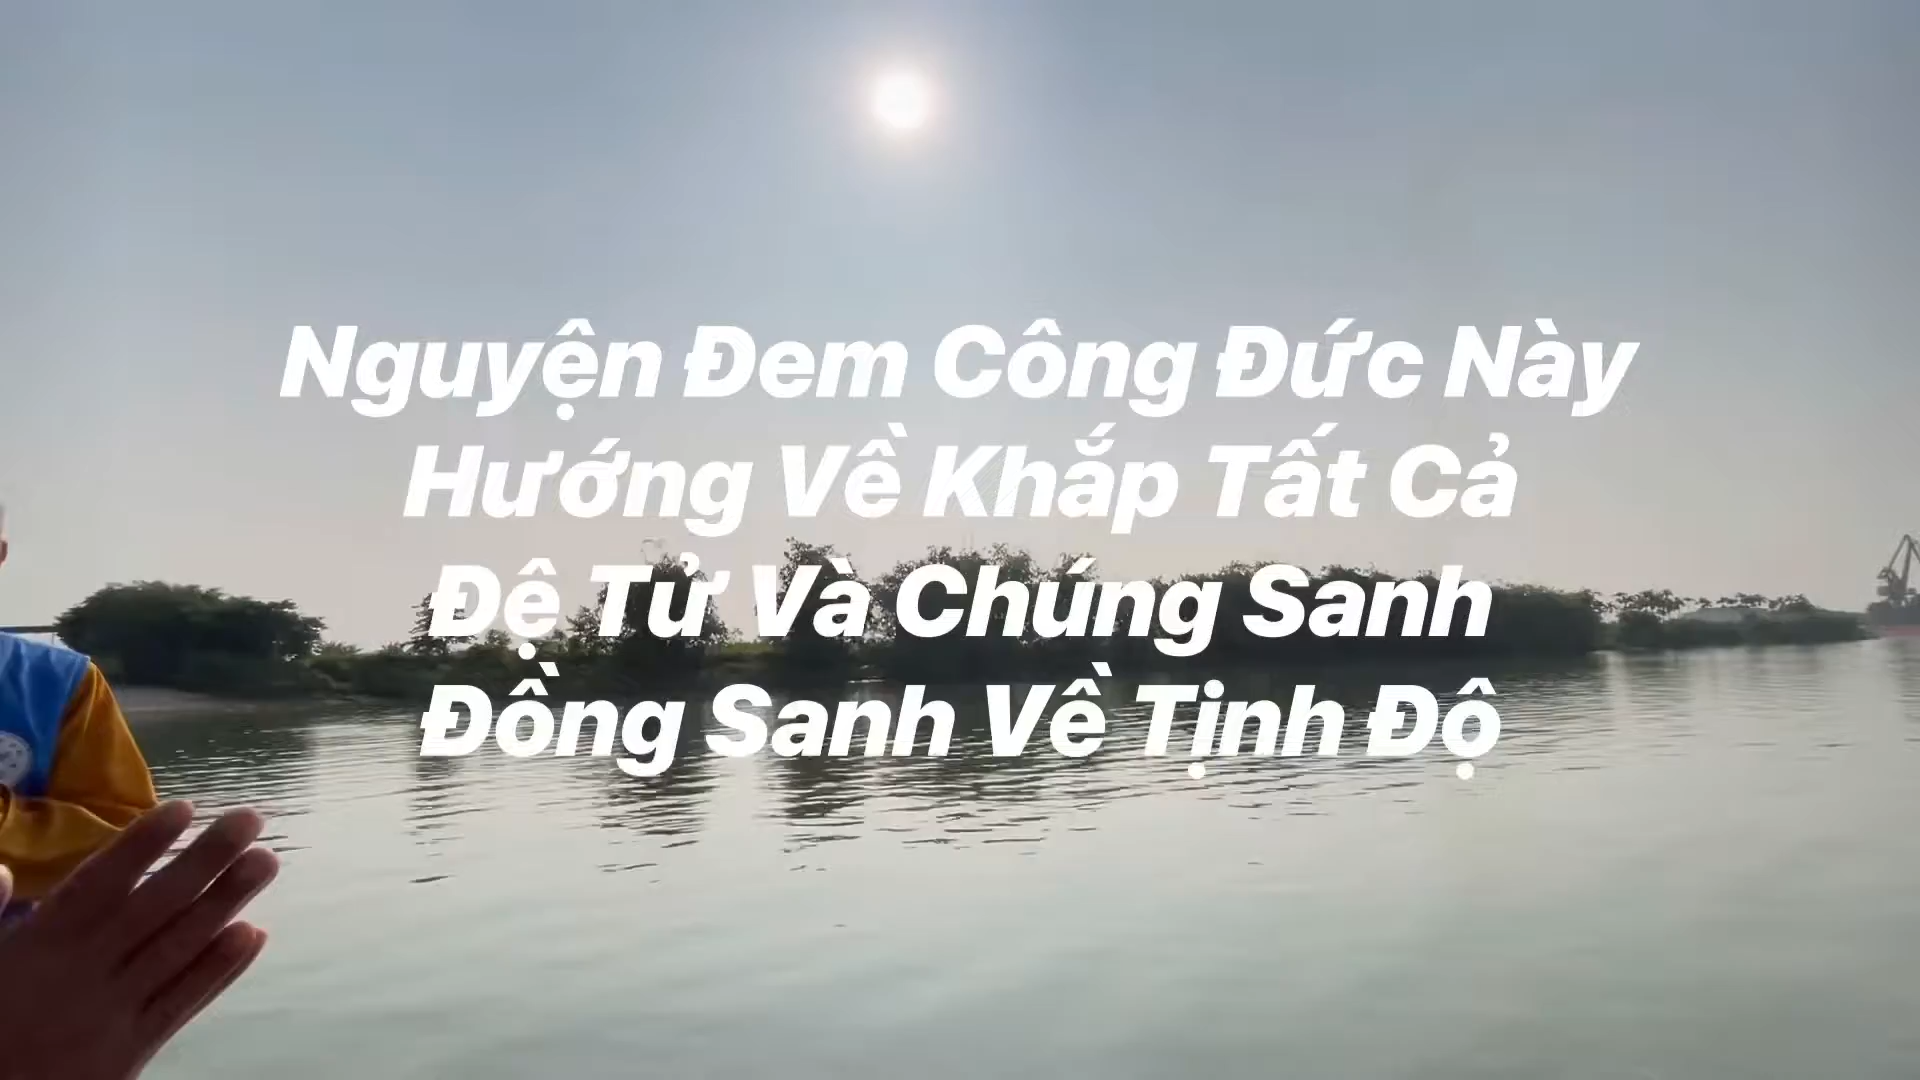 Nguyện Đem Công Đức Này
Hướng Về Khắp Tất Cả
Đệ Tử Và Chúng Sanh
Đồng Sanh Về Tịnh Độ